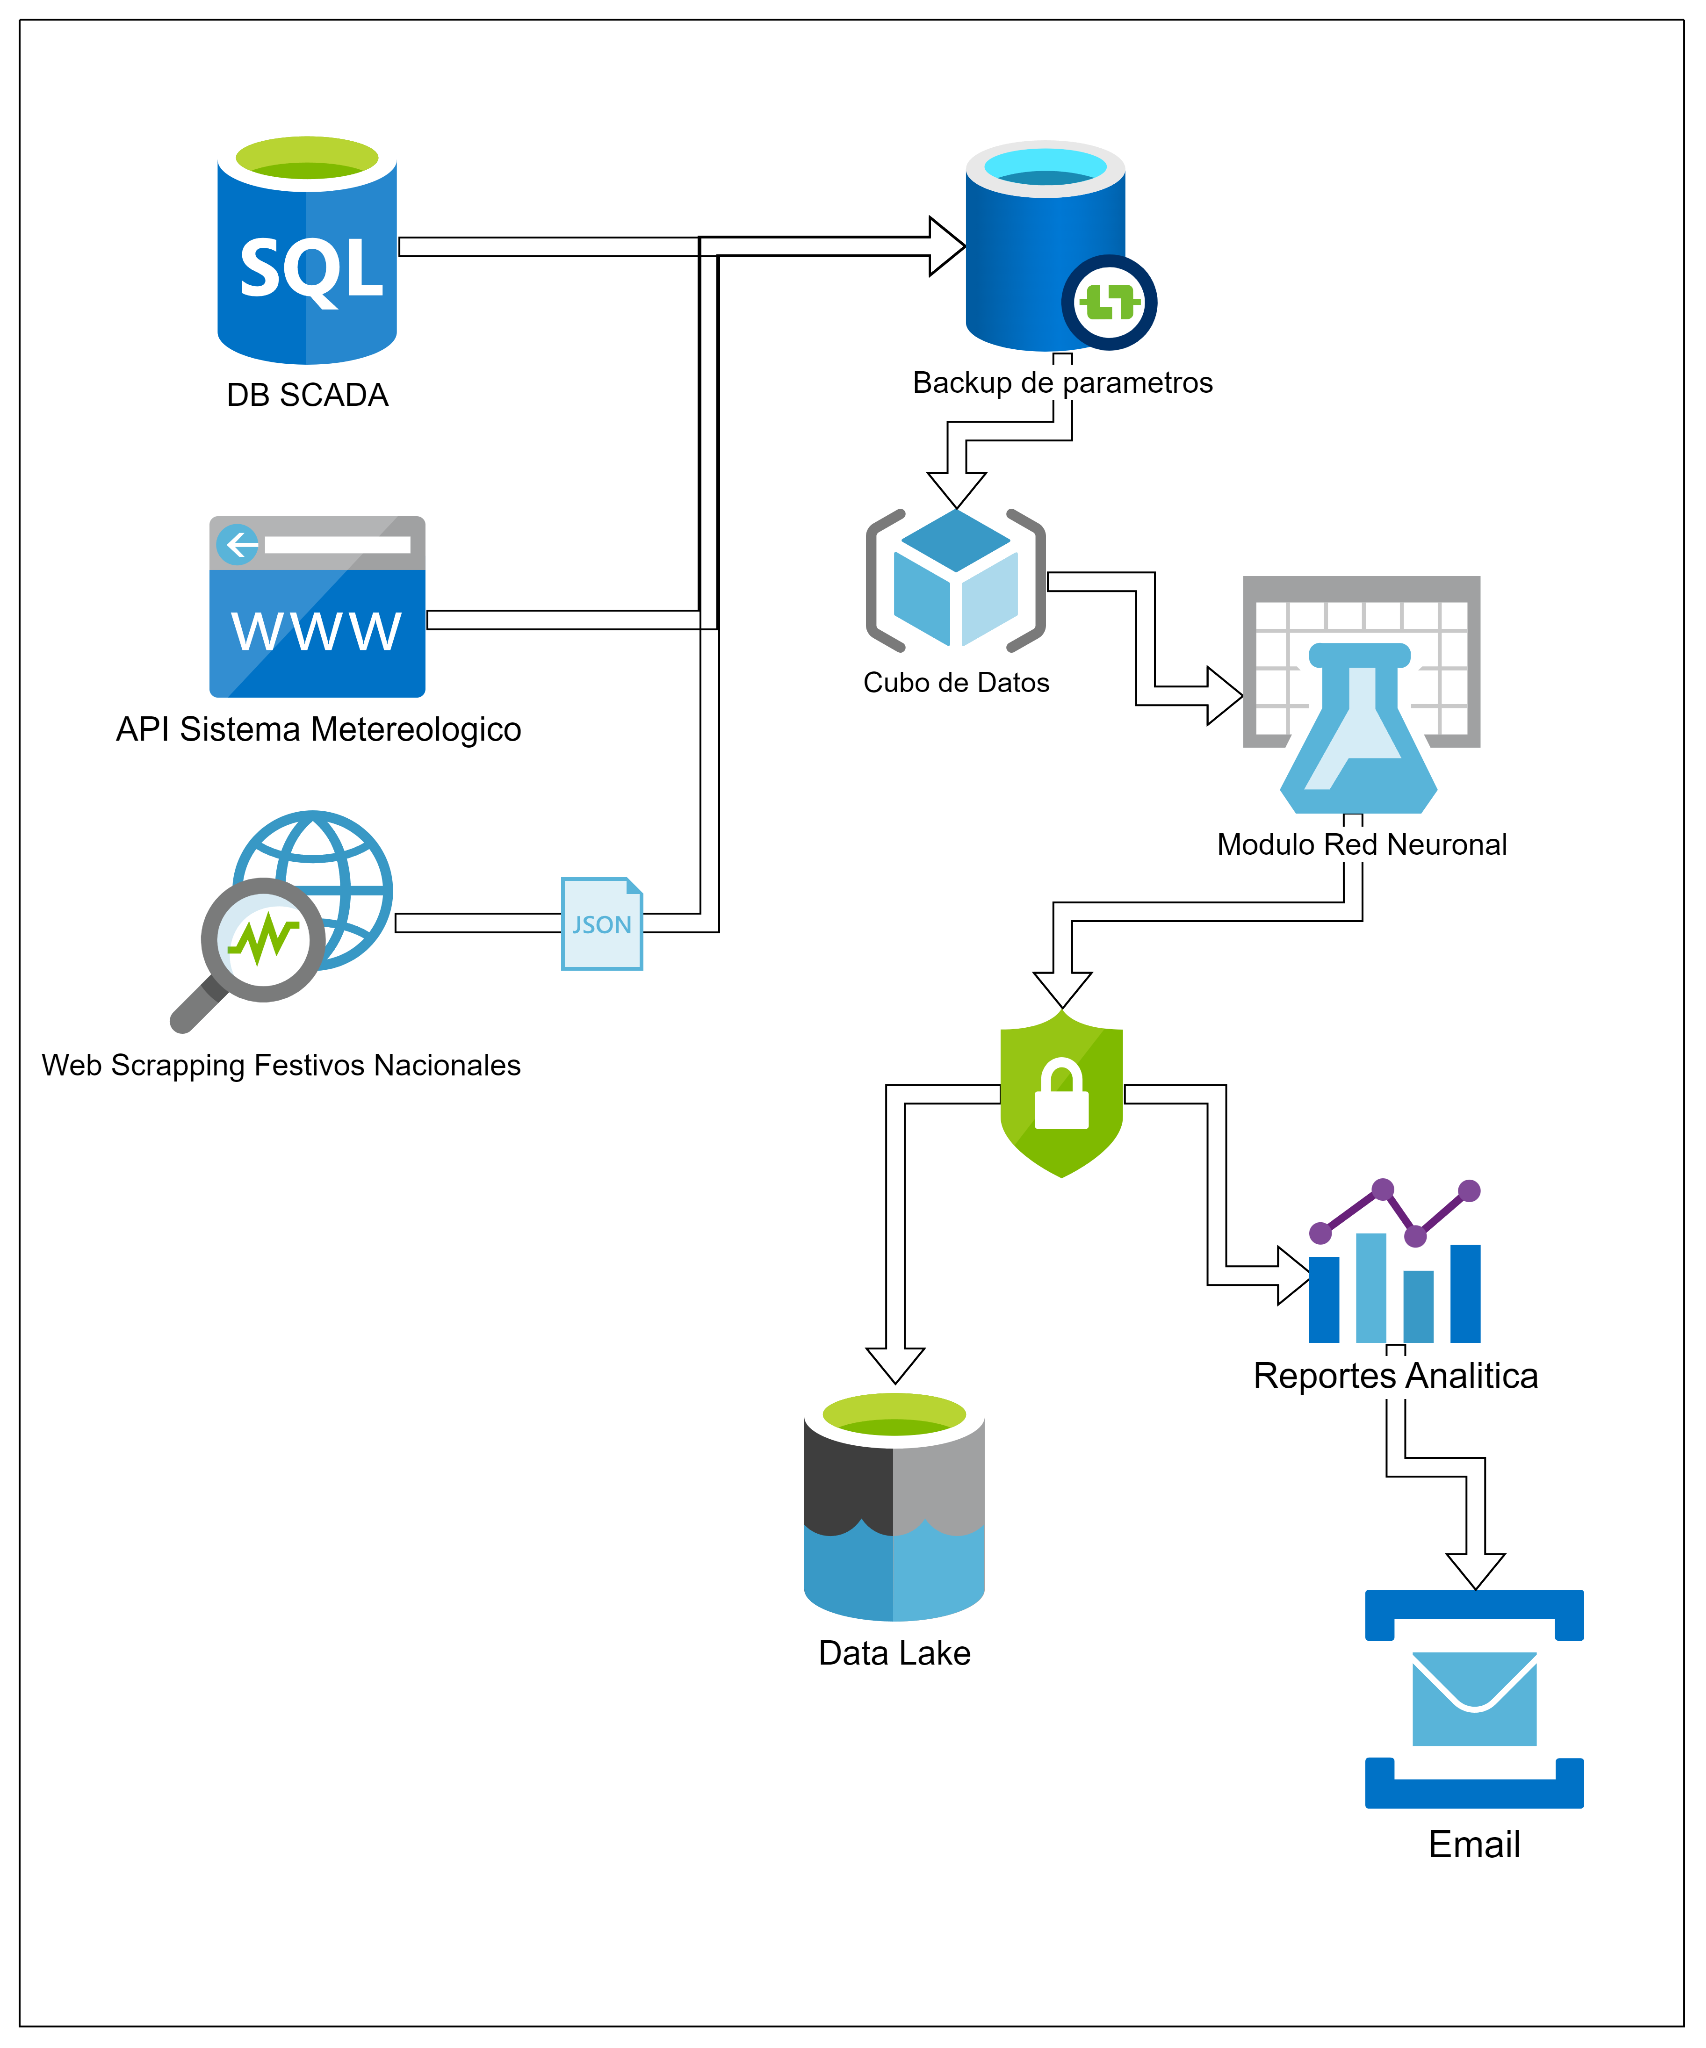 SQL
DB SCADA
Backup de parametros
WWW
API Sistema Metereologico
Cubo de Datos
Modulo Red Neuronal
JSON
Web Scrapping Festivos Nacionales
Reportes Analitica
Data Lake
Email